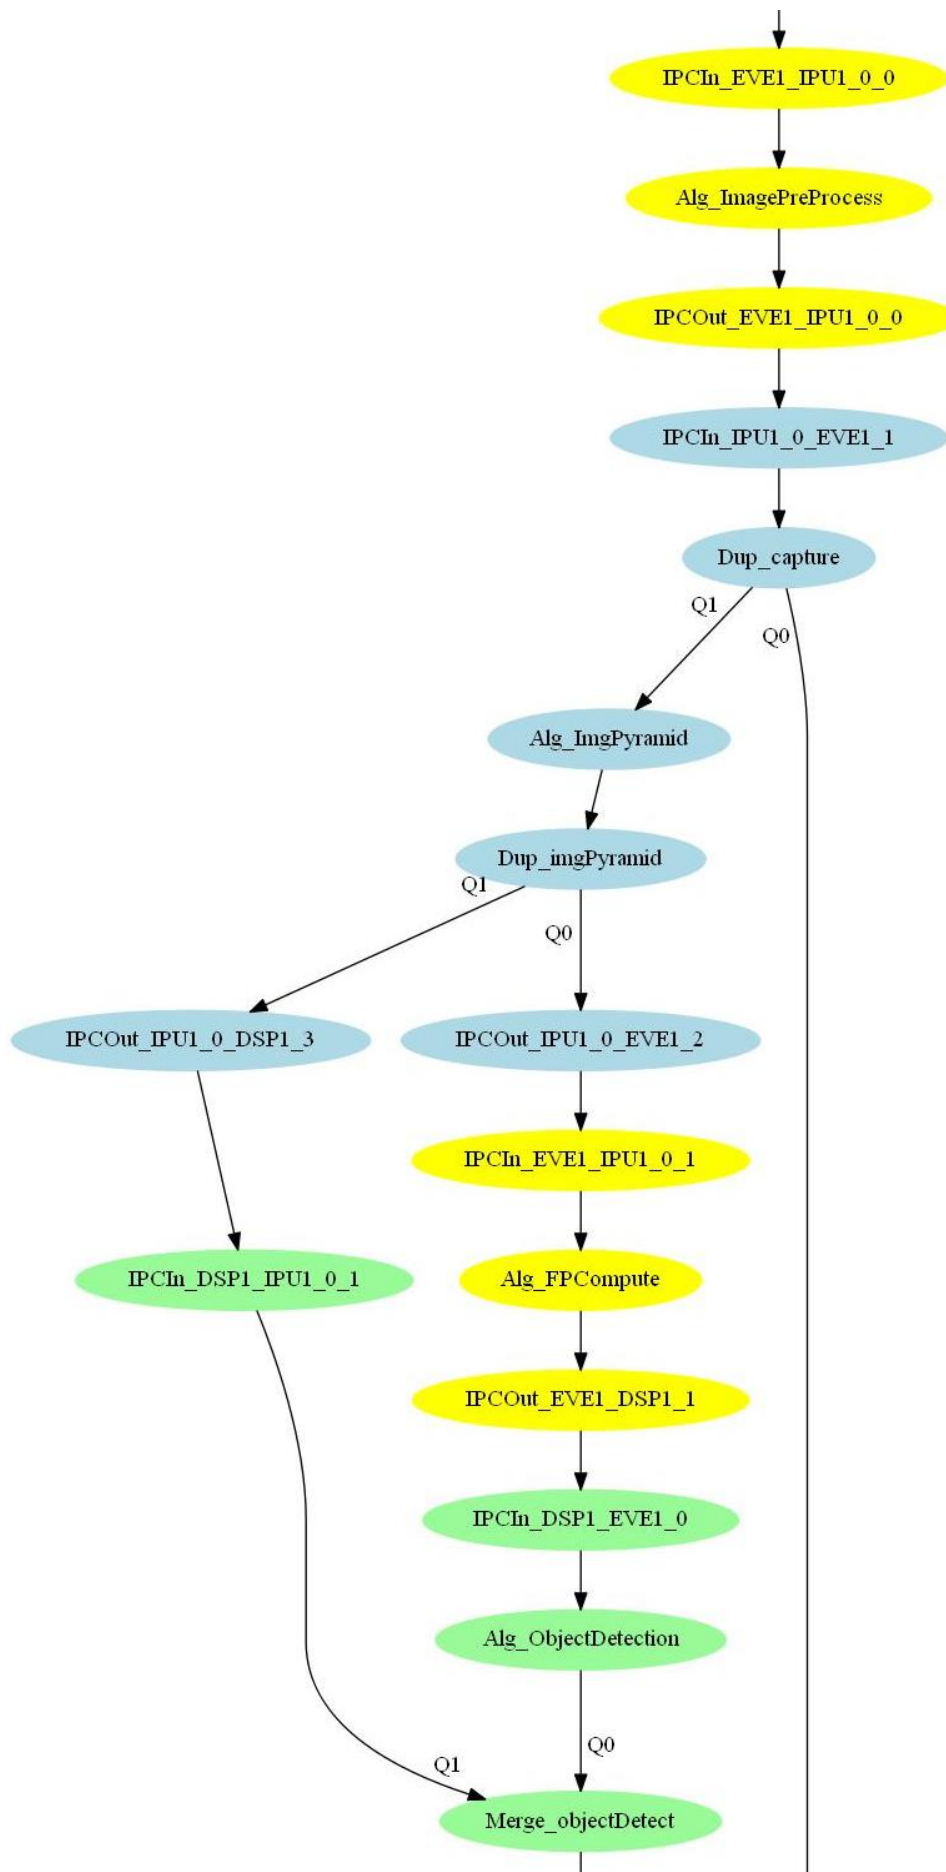 IPCIn_EVE1_IPU1_0_0
Alg_ImagePreProcess
IPCOut_EVE1_IPU1_0_0
IPCIn_IPU1_0_EVE1_1
Dup_capture
Q1
Q0
Alg_ImgPyramid
Dup_imgPyramid
Q1
Q0
IPCOut_IPU1_0_DSP1_3
IPCOut_IPU1_0_EVE1_2
IPCIn_EVE1_IPU1_0_1
IPCIn_DSP1_IPU1_0_1
Alg_FPCompute
IPCOut_EVE1_DSP1_1
IPCIn_DSP1_EVE1_0
Alg_ObjectDetection
Q0
Q1
Merge_objectDetect